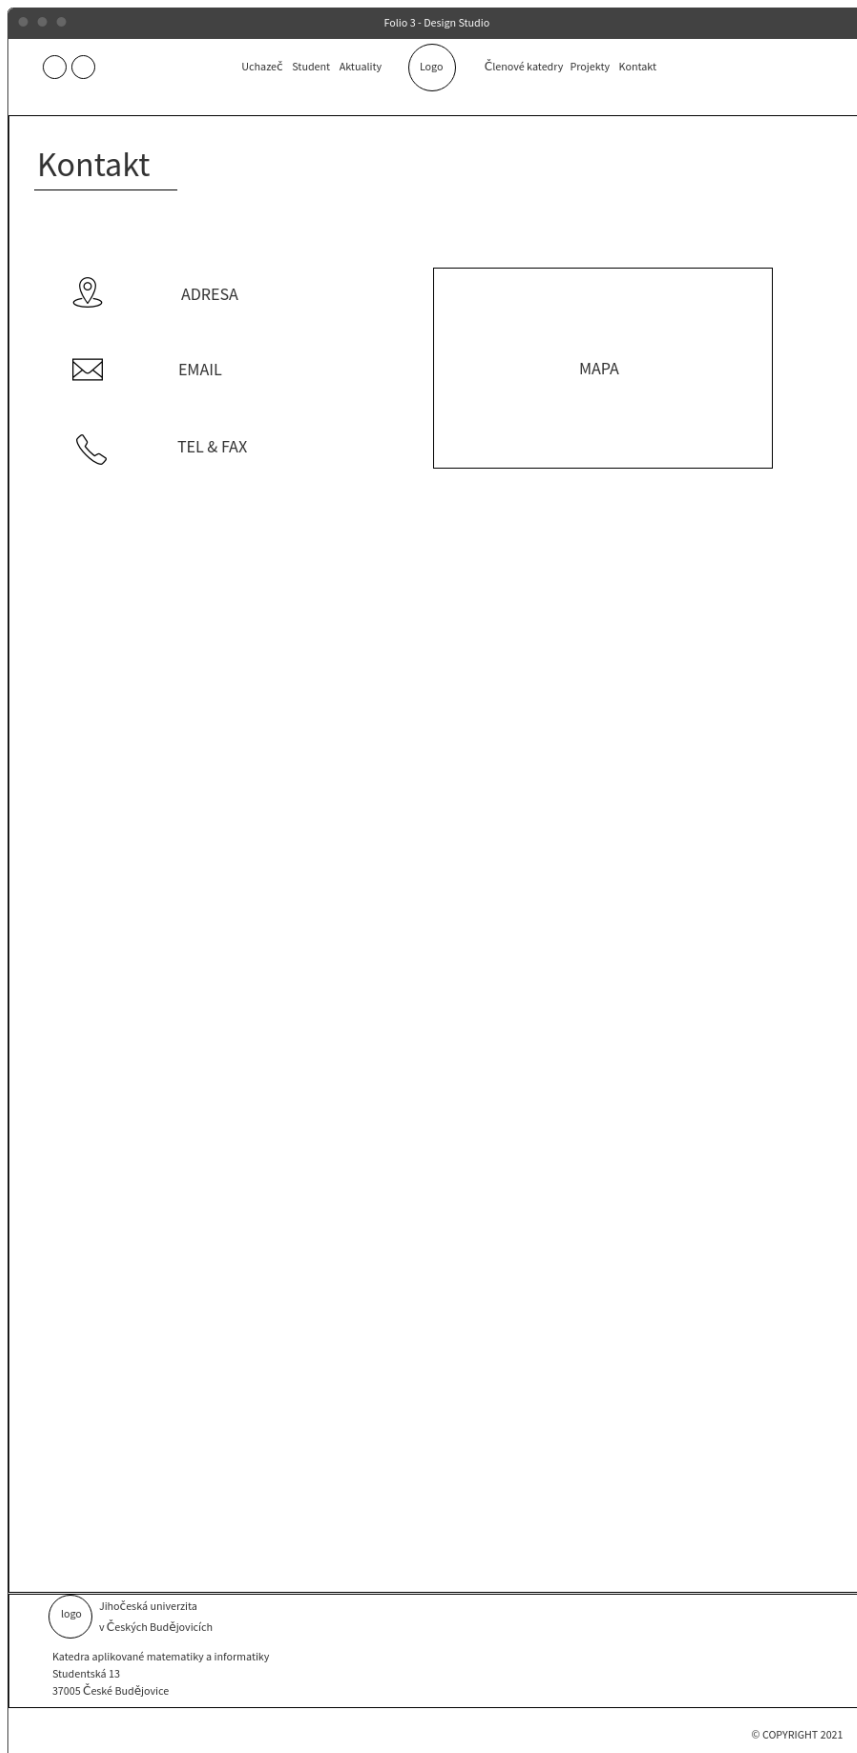 Folio 3 - Design Studio
Uchazeč Student Aktuality Logo Členové katedry Projekty Kontakt
Kontakt
ADRESA
EMAIL
MAPA
TEL & FAX
logo
Jihočeská univerzita
v Českých Budějovicích
Katedra aplikované matematiky a informatiky
Studentská 13
37005 České Budějovice
© COPYRIGHT 2021